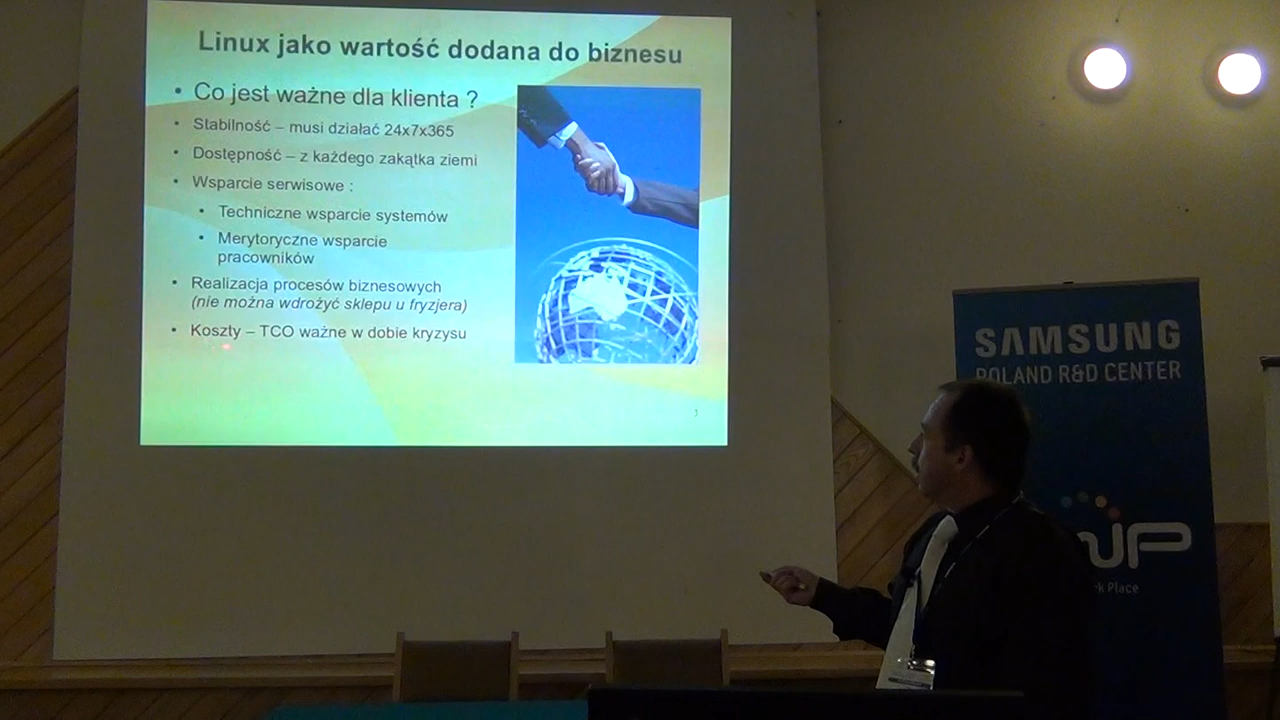 Linux jako wartość dodana do biznesu
• Co jest ważne dla klienta ?
• Stabilność – musi działać 24x7x365
• Dostępność – z każdego zakątka ziemi
• Wsparcie serwisowe :
• Techniczne wsparcie systemów
• Merytoryczne wsparcie
pracowników
• Realizacja procesów biznesowych
(nie można wdrożyć sklepu u fryzjera)
• Koszty – TCO ważne w dobie kryzysu
3
SAMSUNG
POLAND R&D CENTER
Place